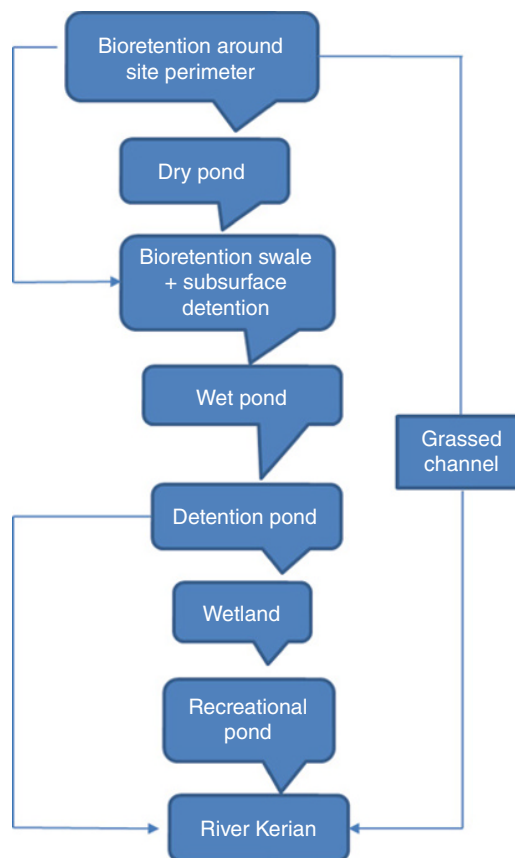 Bioretention around
site perimeter
Dry pond
Bioretention swale
+ subsurface
detention
Wet pond
Grassed
channel
Detention pond
Wetland
Recreational
pond
River Kerian